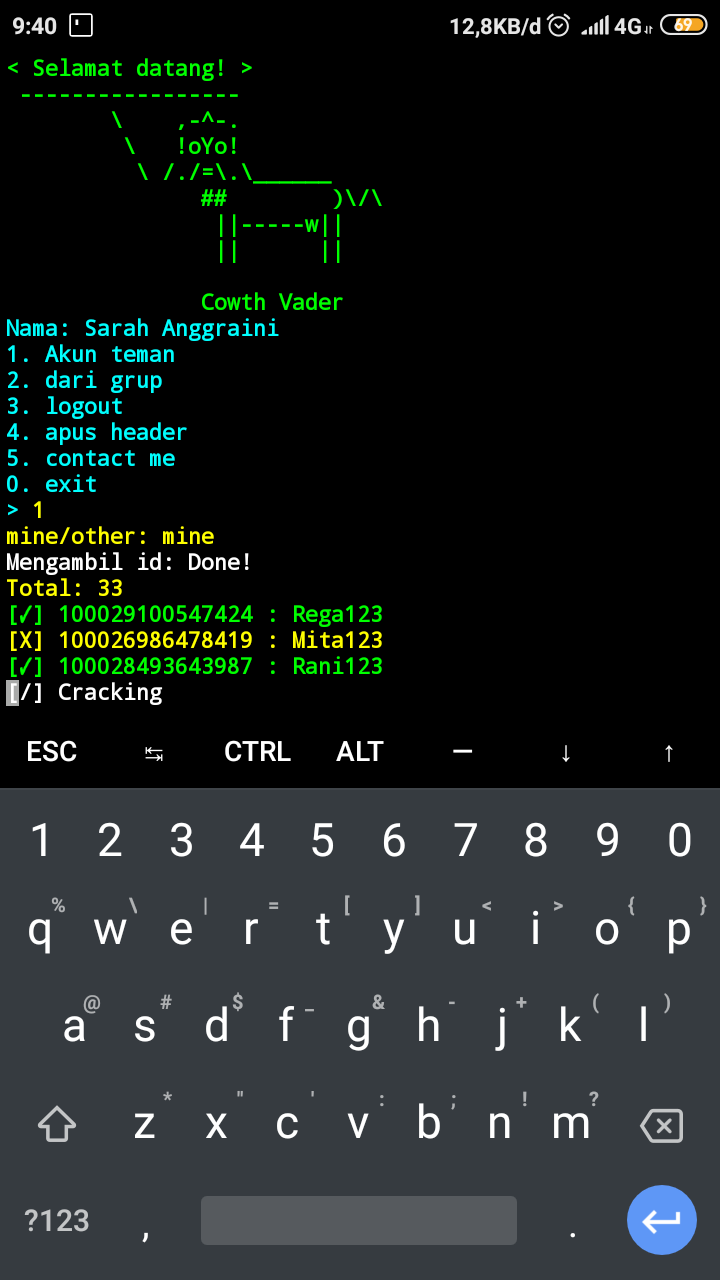 9:40 12,8KB/d 4G 69
< Selamat datang! >
-----------------
\ ,-^-.
\ !oYo!
\ /./=\.\______
## )\/\
||-----w||
|| ||
Cowth Vader
Nama: Sarah Anggraini
1. Akun teman
2. dari grup
3. logout
4. apus header
5. contact me
0. exit
> 1
mine/other: mine
Mengambil id: Done!
Total: 33
[✓] 100029100547424 : Rega123
[X] 100026986478419 : Mita123
[✓] 100028493643987 : Rani123
[/] Cracking
ESC ↹ CTRL ALT — ↓ ↑
1 2 3 4 5 6 7 8 9 0
% \ | = [ ] < > { }
q w e r t y u i o p
@ # $ _ & - + ( )
a s d f g h j k l
* " ' : ; ! ?
z x c v b n m
?123 , .